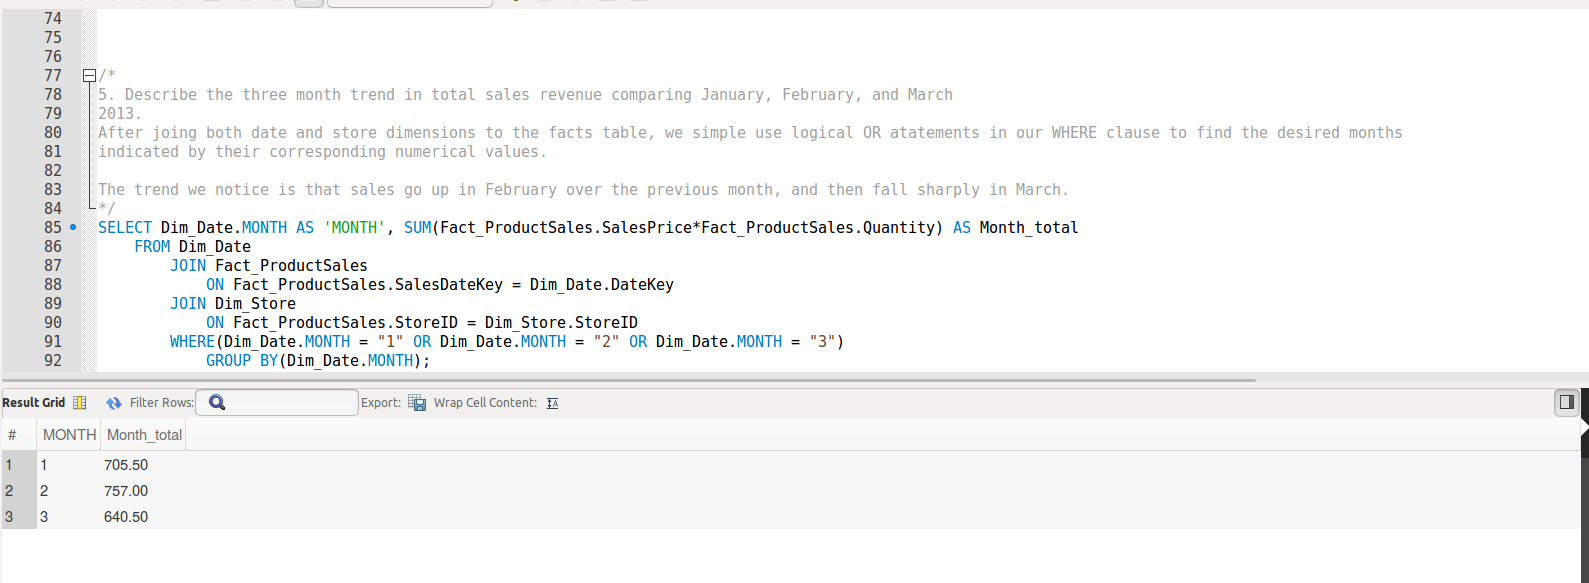 74
75
76
77 /*
78 5. Describe the three month trend in total sales revenue comparing January, February, and March
79 2013.
80 After joing both date and store dimensions to the facts table, we simple use logical OR atatements in our WHERE clause to find the desired months
81 indicated by their corresponding numerical values.
82
83 The trend we notice is that sales go up in February over the previous month, and then fall sharply in March.
84 */
85 SELECT Dim_Date.MONTH AS 'MONTH', SUM(Fact_ProductSales.SalesPrice*Fact_ProductSales.Quantity) AS Month_total
86 FROM Dim_Date
87 JOIN Fact_ProductSales
88 ON Fact_ProductSales.SalesDateKey = Dim_Date.DateKey
89 JOIN Dim_Store
90 ON Fact_ProductSales.StoreID = Dim_Store.StoreID
91 WHERE(Dim_Date.MONTH = "1" OR Dim_Date.MONTH = "2" OR Dim_Date.MONTH = "3")
92 GROUP BY(Dim_Date.MONTH);
Result Grid Filter Rows: Export: Wrap Cell Content:
# MONTH Month_total
1 1 705.50
2 2 757.00
3 3 640.50